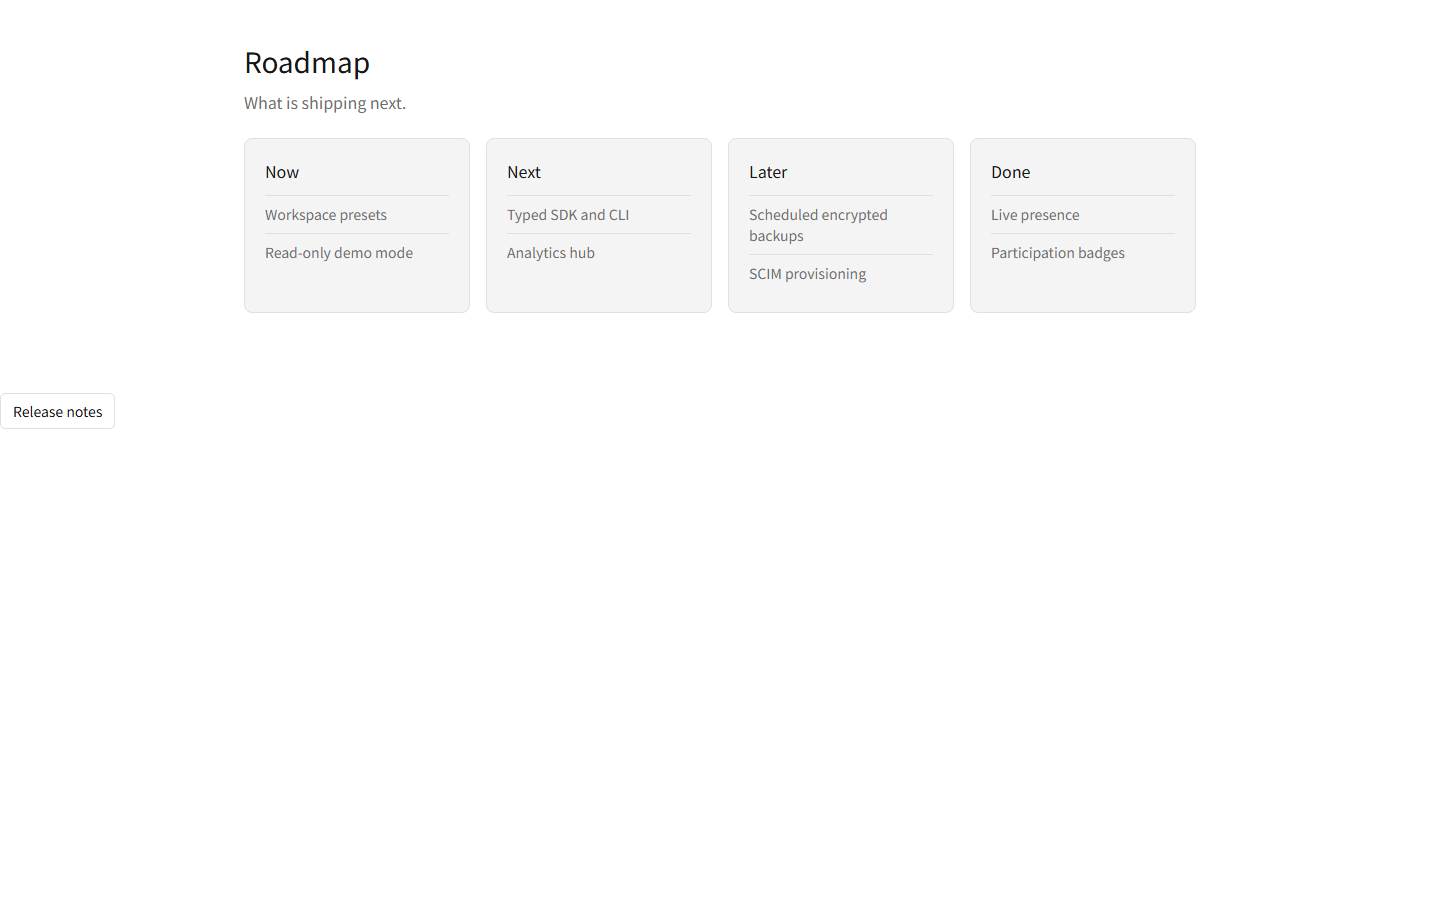 Roadmap
What is shipping next.
Now
Workspace presets
Read-only demo mode
Next
Typed SDK and CLI
Analytics hub
Later
Scheduled encrypted
backups
SCIM provisioning
Done
Live presence
Participation badges
Release notes